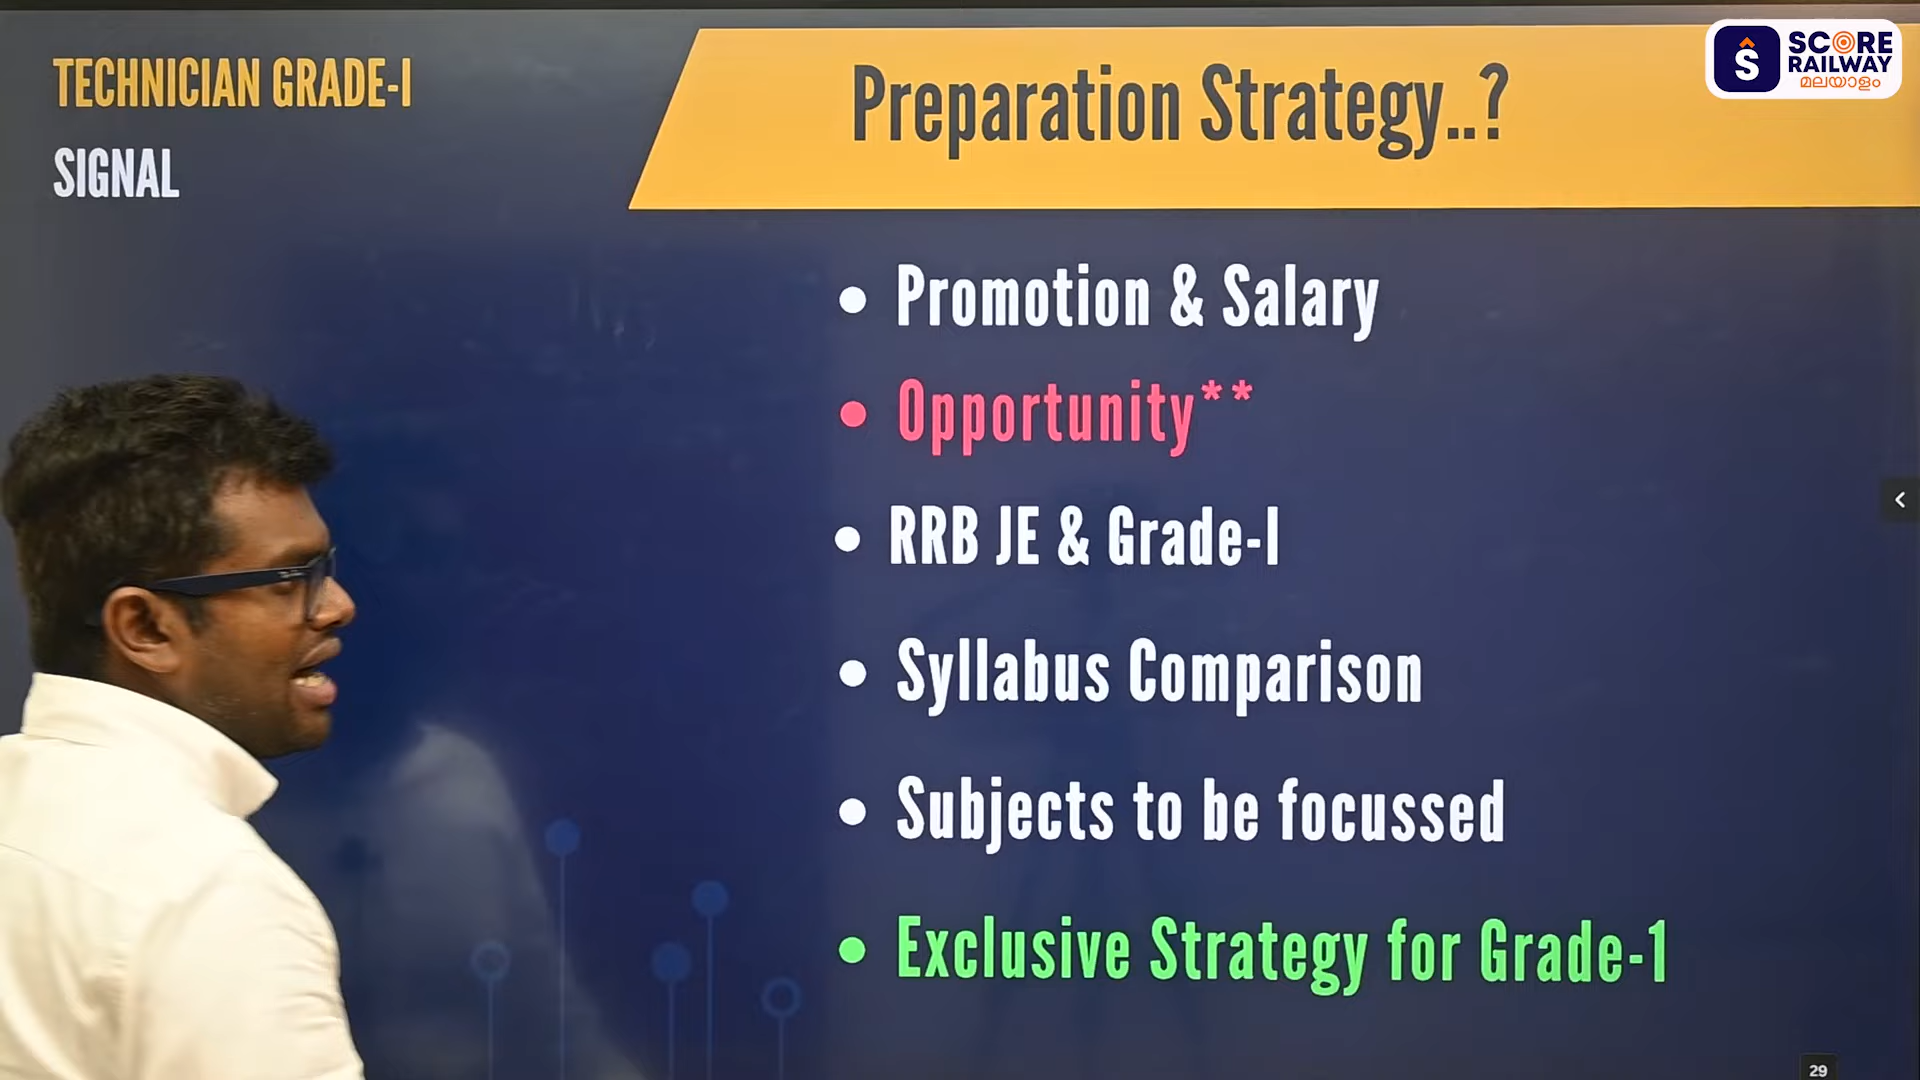 TECHNICIAN GRADE-I
SIGNAL
Preparation Strategy..?
SCORE
RAILWAY
മലയാളം
• Promotion & Salary
• Opportunity**
• RRB JE & Grade-I
• Syllabus Comparison
• Subjects to be focussed
• Exclusive Strategy for Grade-1
29